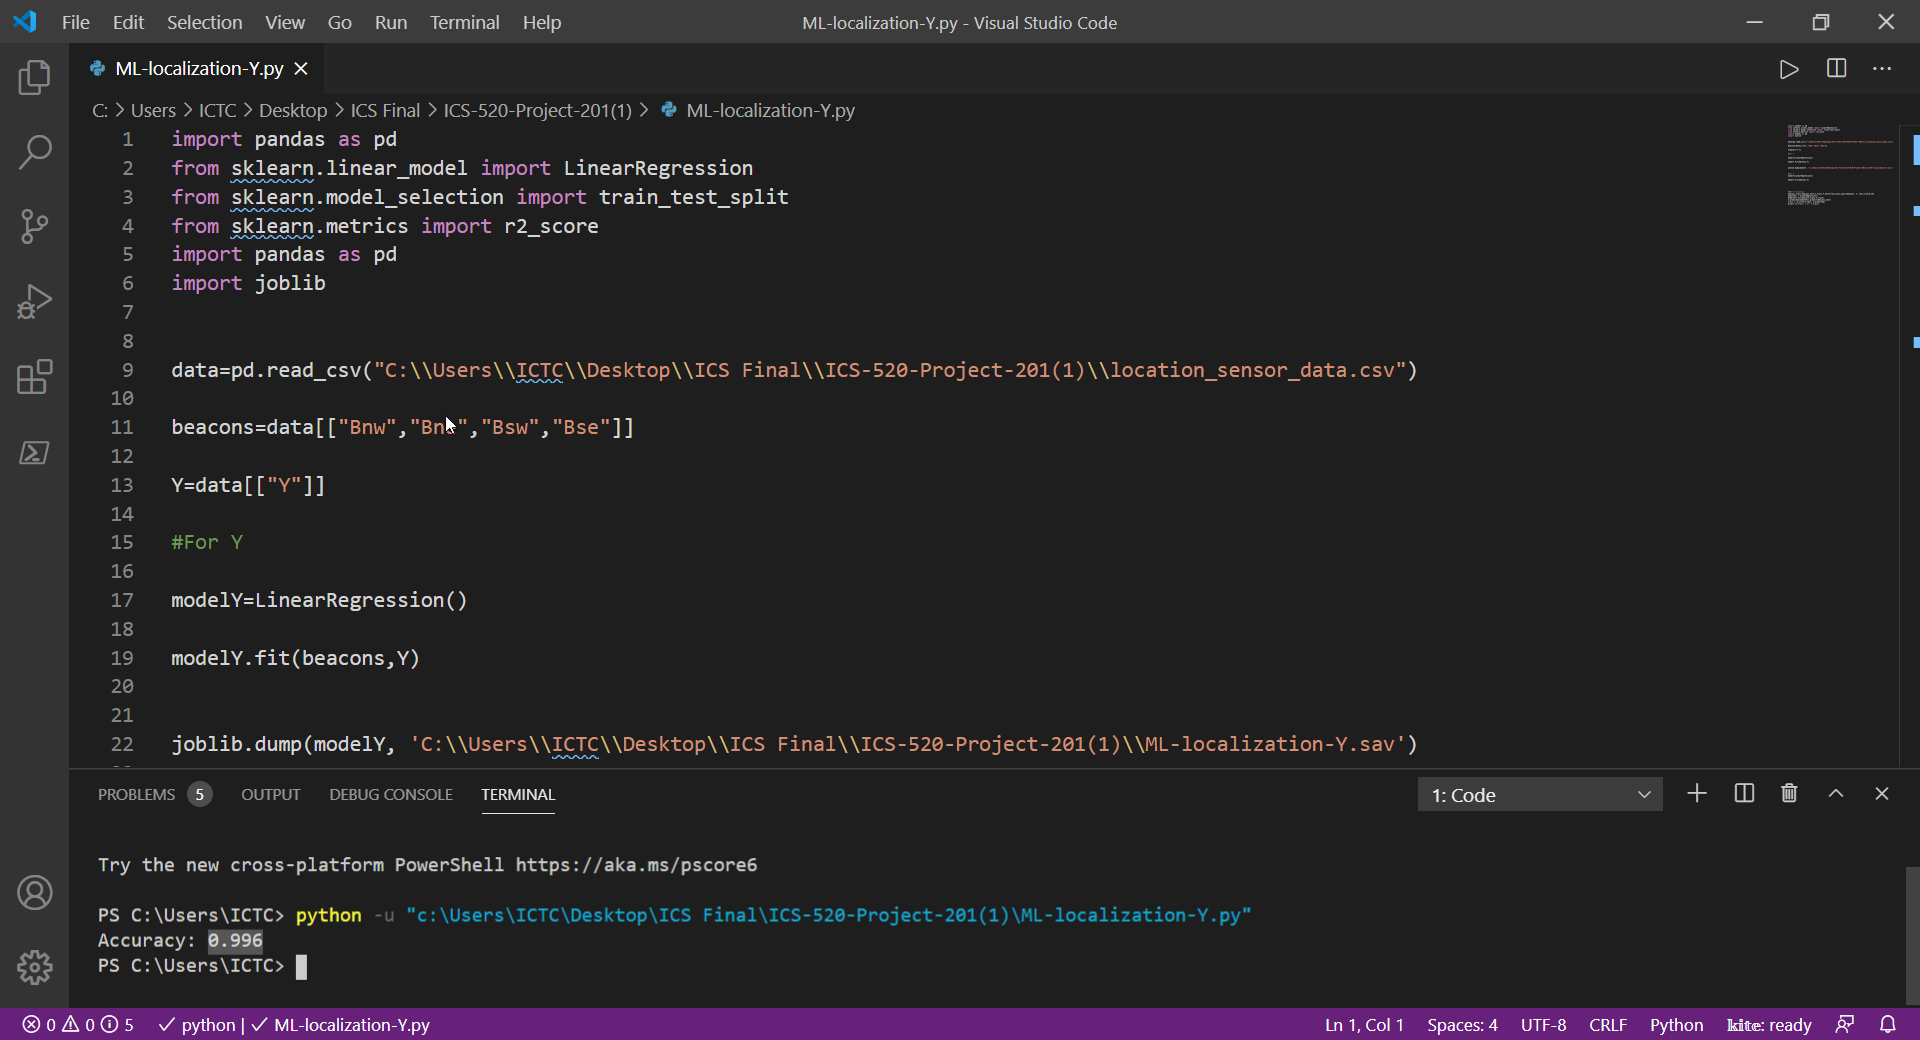 File Edit Selection View Go Run Terminal Help ML-localization-Y.py - Visual Studio Code
ML-localization-Y.py
C: > Users > ICTC > Desktop > ICS Final > ICS-520-Project-201(1) > ML-localization-Y.py
1 import pandas as pd
2 from sklearn.linear_model import LinearRegression
3 from sklearn.model_selection import train_test_split
4 from sklearn.metrics import r2_score
5 import pandas as pd
6 import joblib
7
8
9 data=pd.read_csv("C:\\Users\\ICTC\\Desktop\\ICS Final\\ICS-520-Project-201(1)\\location_sensor_data.csv")
10
11 beacons=data[["Bnw","Bne","Bsw","Bse"]]
12
13 Y=data[["Y"]]
14
15 #For Y
16
17 modelY=LinearRegression()
18
19 modelY.fit(beacons,Y)
20
21
22 joblib.dump(modelY, 'C:\\Users\\ICTC\\Desktop\\ICS Final\\ICS-520-Project-201(1)\\ML-localization-Y.sav')
PROBLEMS 5 OUTPUT DEBUG CONSOLE TERMINAL 1: Code
Try the new cross-platform PowerShell https://aka.ms/pscore6
PS C:\Users\ICTC> python -u "c:\Users\ICTC\Desktop\ICS Final\ICS-520-Project-201(1)\ML-localization-Y.py"
Accuracy: 0.996
PS C:\Users\ICTC>
0 0 5 python | ML-localization-Y.py Ln 1, Col 1 Spaces: 4 UTF-8 CRLF Python kite: ready